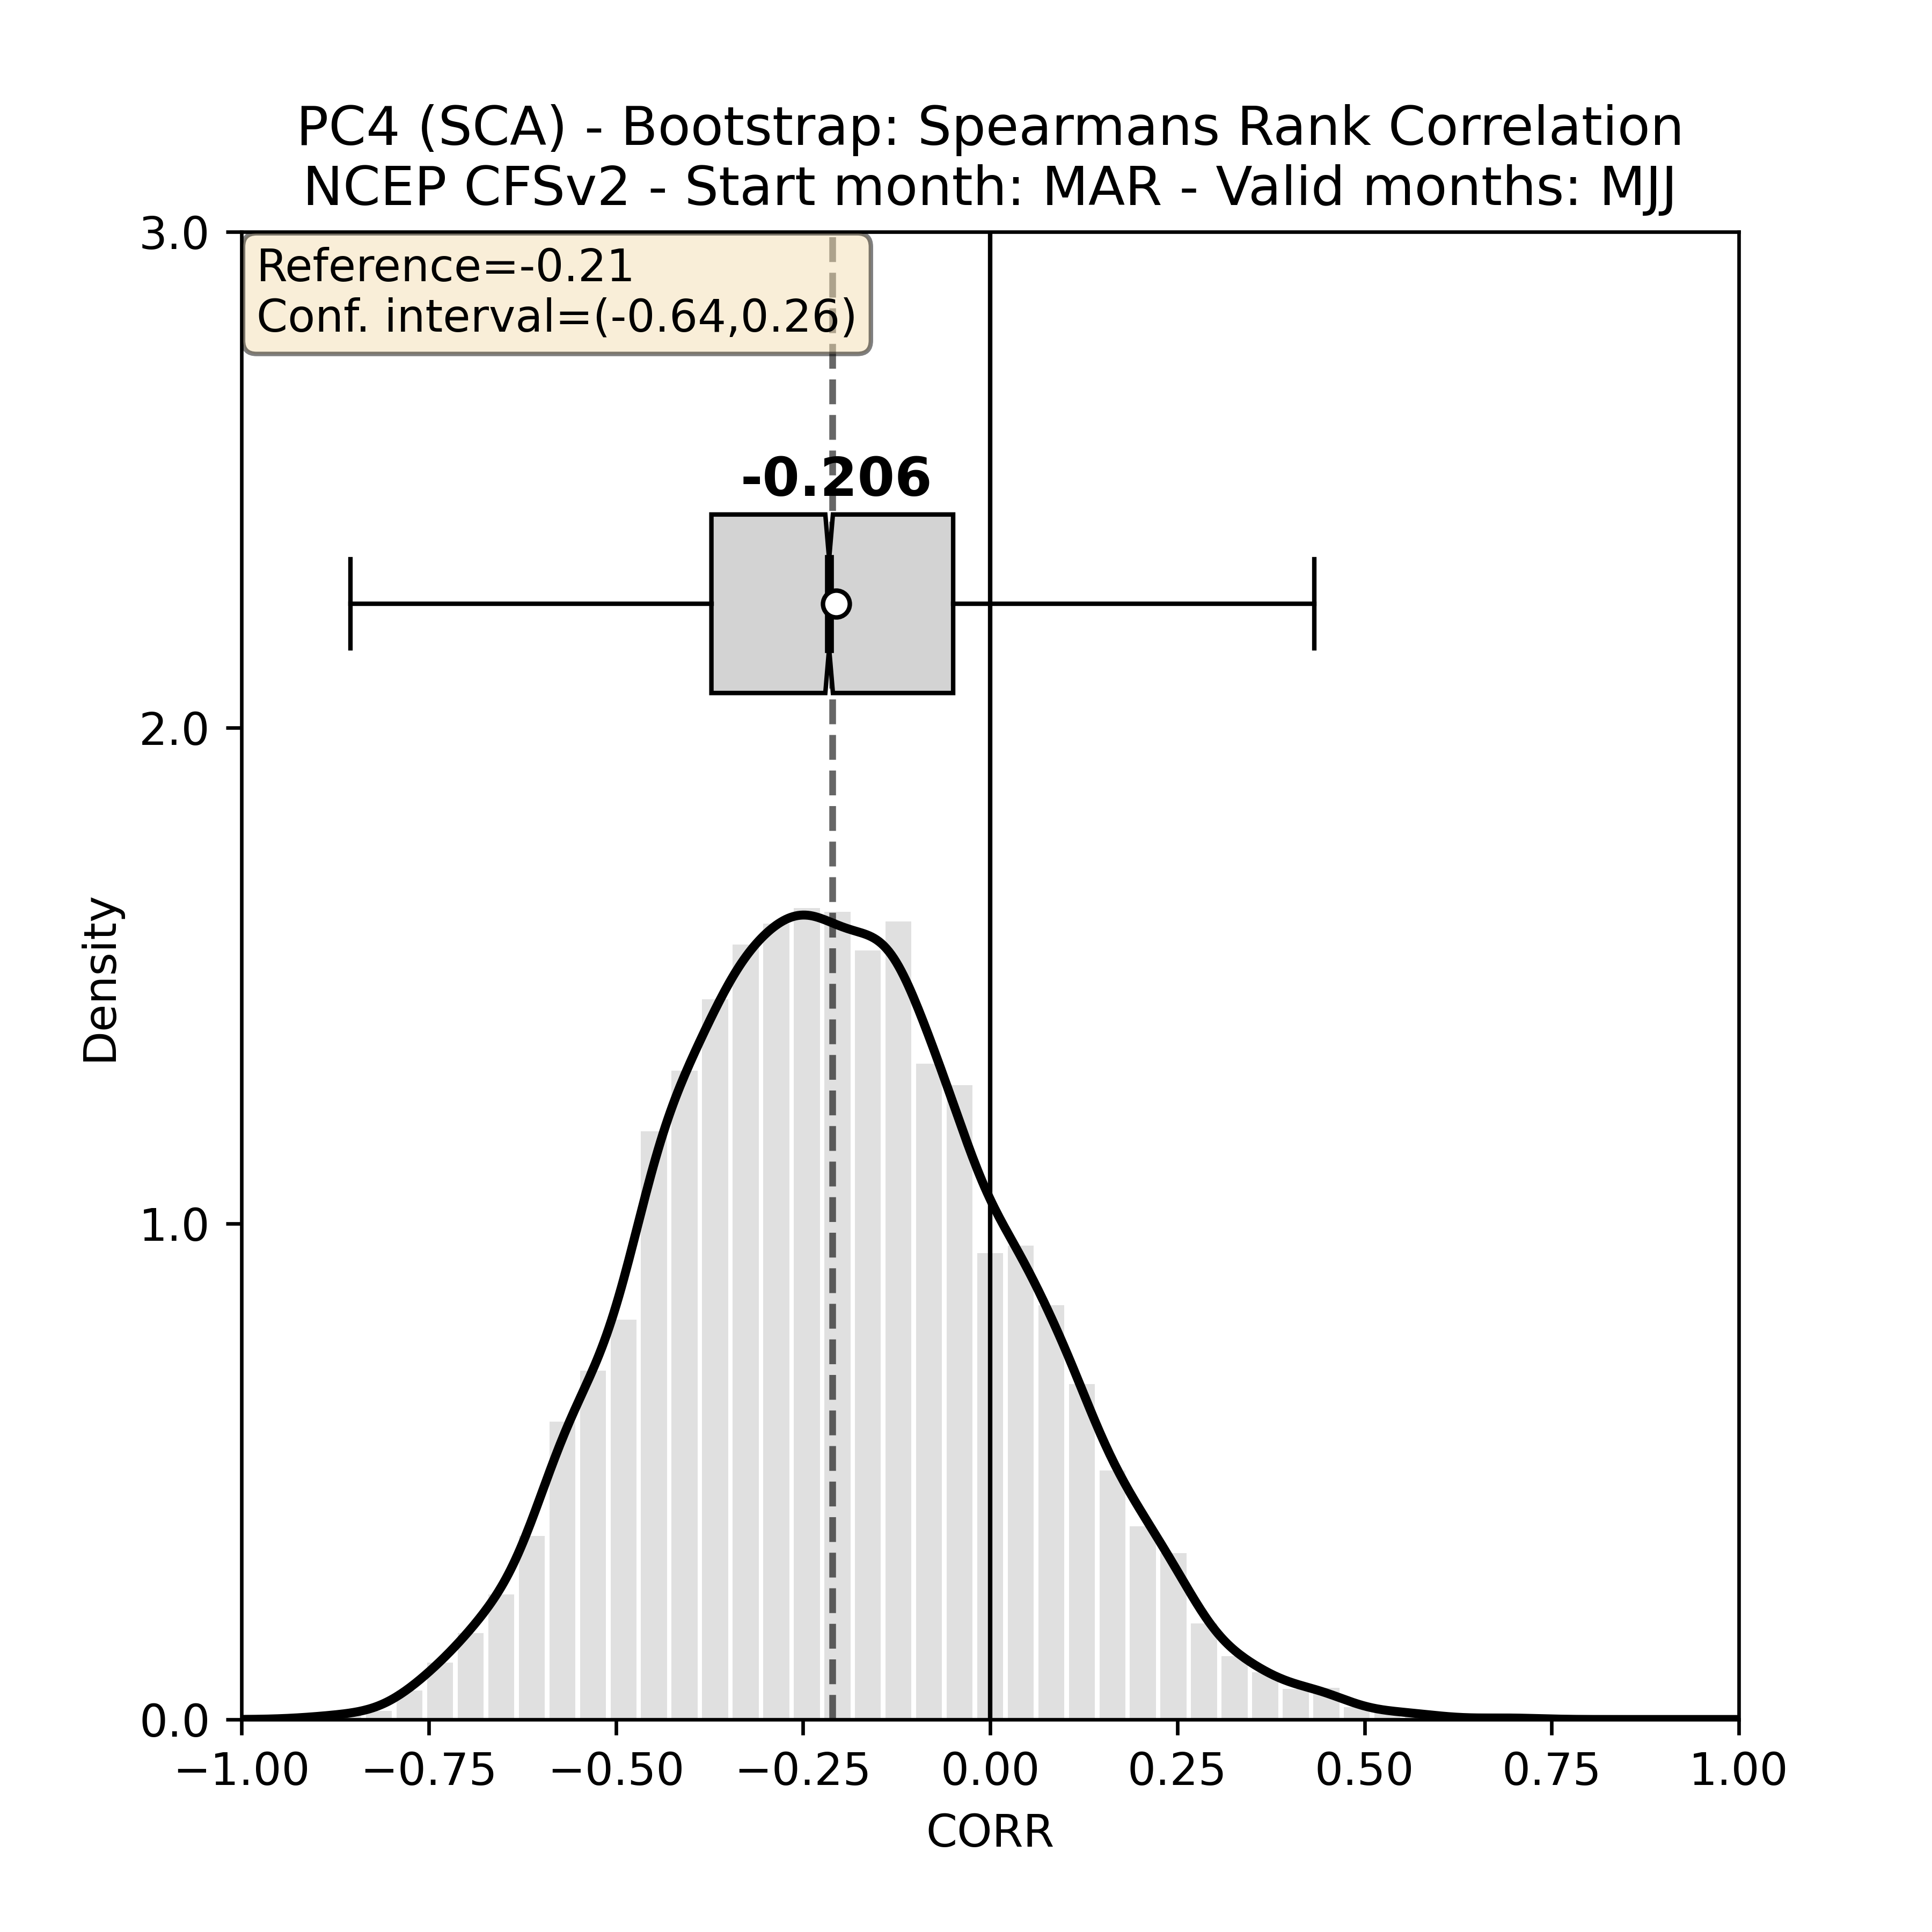 PC4 (SCA) - Bootstrap: Spearmans Rank Correlation
NCEP CFSv2 - Start month: MAR - Valid months: MJJ
3.0
Reference=-0.21
Conf. interval=(-0.64,0.26)
-0.206
2.0
Density
1.0
0.0
−1.00 −0.75 −0.50 −0.25 0.00 0.25 0.50 0.75 1.00
CORR